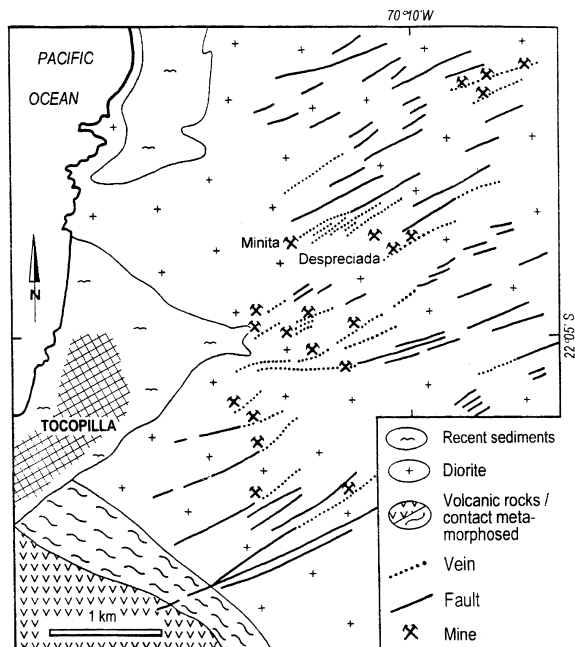 70°10'W
PACIFIC
OCEAN
Minita
Despreciada
N
22°05'S
TOCOPILLA
Recent sediments
Diorite
Volcanic rocks /
contact meta-
morphosed
Vein
Fault
Mine
1 km